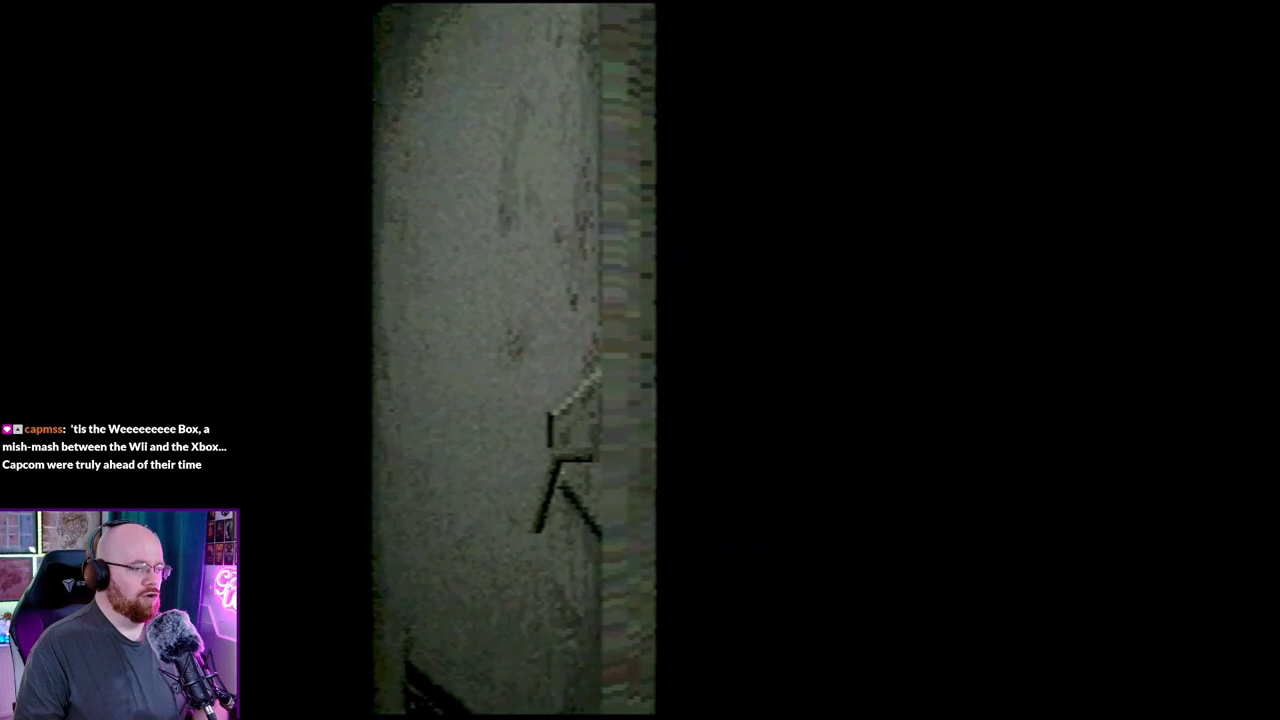 capmss: 'tis the Weeeeeeeee Box, a
mish-mash between the Wii and the Xbox...
Capcom were truly ahead of their time